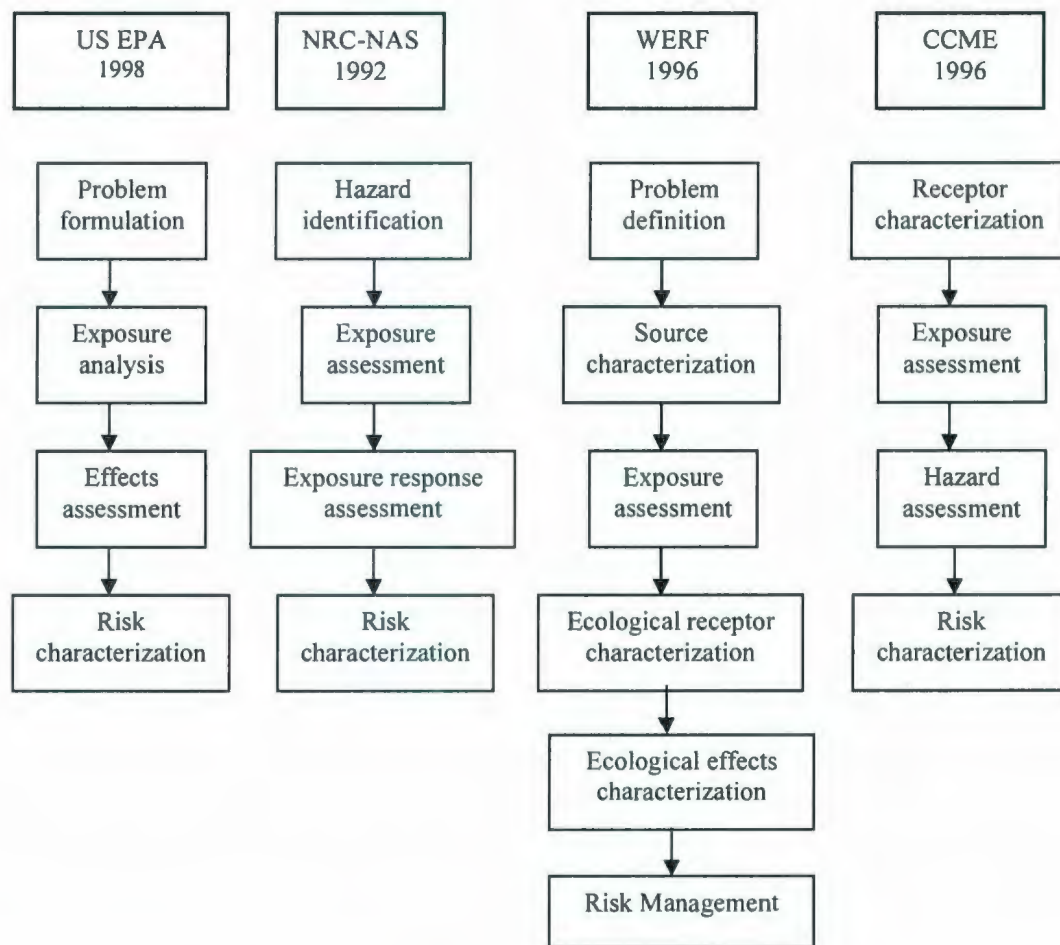 US EPA
1998
NRC-NAS
1992
WERF
1996
CCME
1996
Problem
formulation
Hazard
identification
Problem
definition
Receptor
characterization
Exposure
analysis
Exposure
assessment
Source
characterization
Exposure
assessment
Effects
assessment
Exposure response
assessment
Exposure
assessment
Hazard
assessment
Risk
characterization
Risk
characterization
Ecological receptor
characterization
Risk
characterization
Ecological effects
characterization
Risk Management